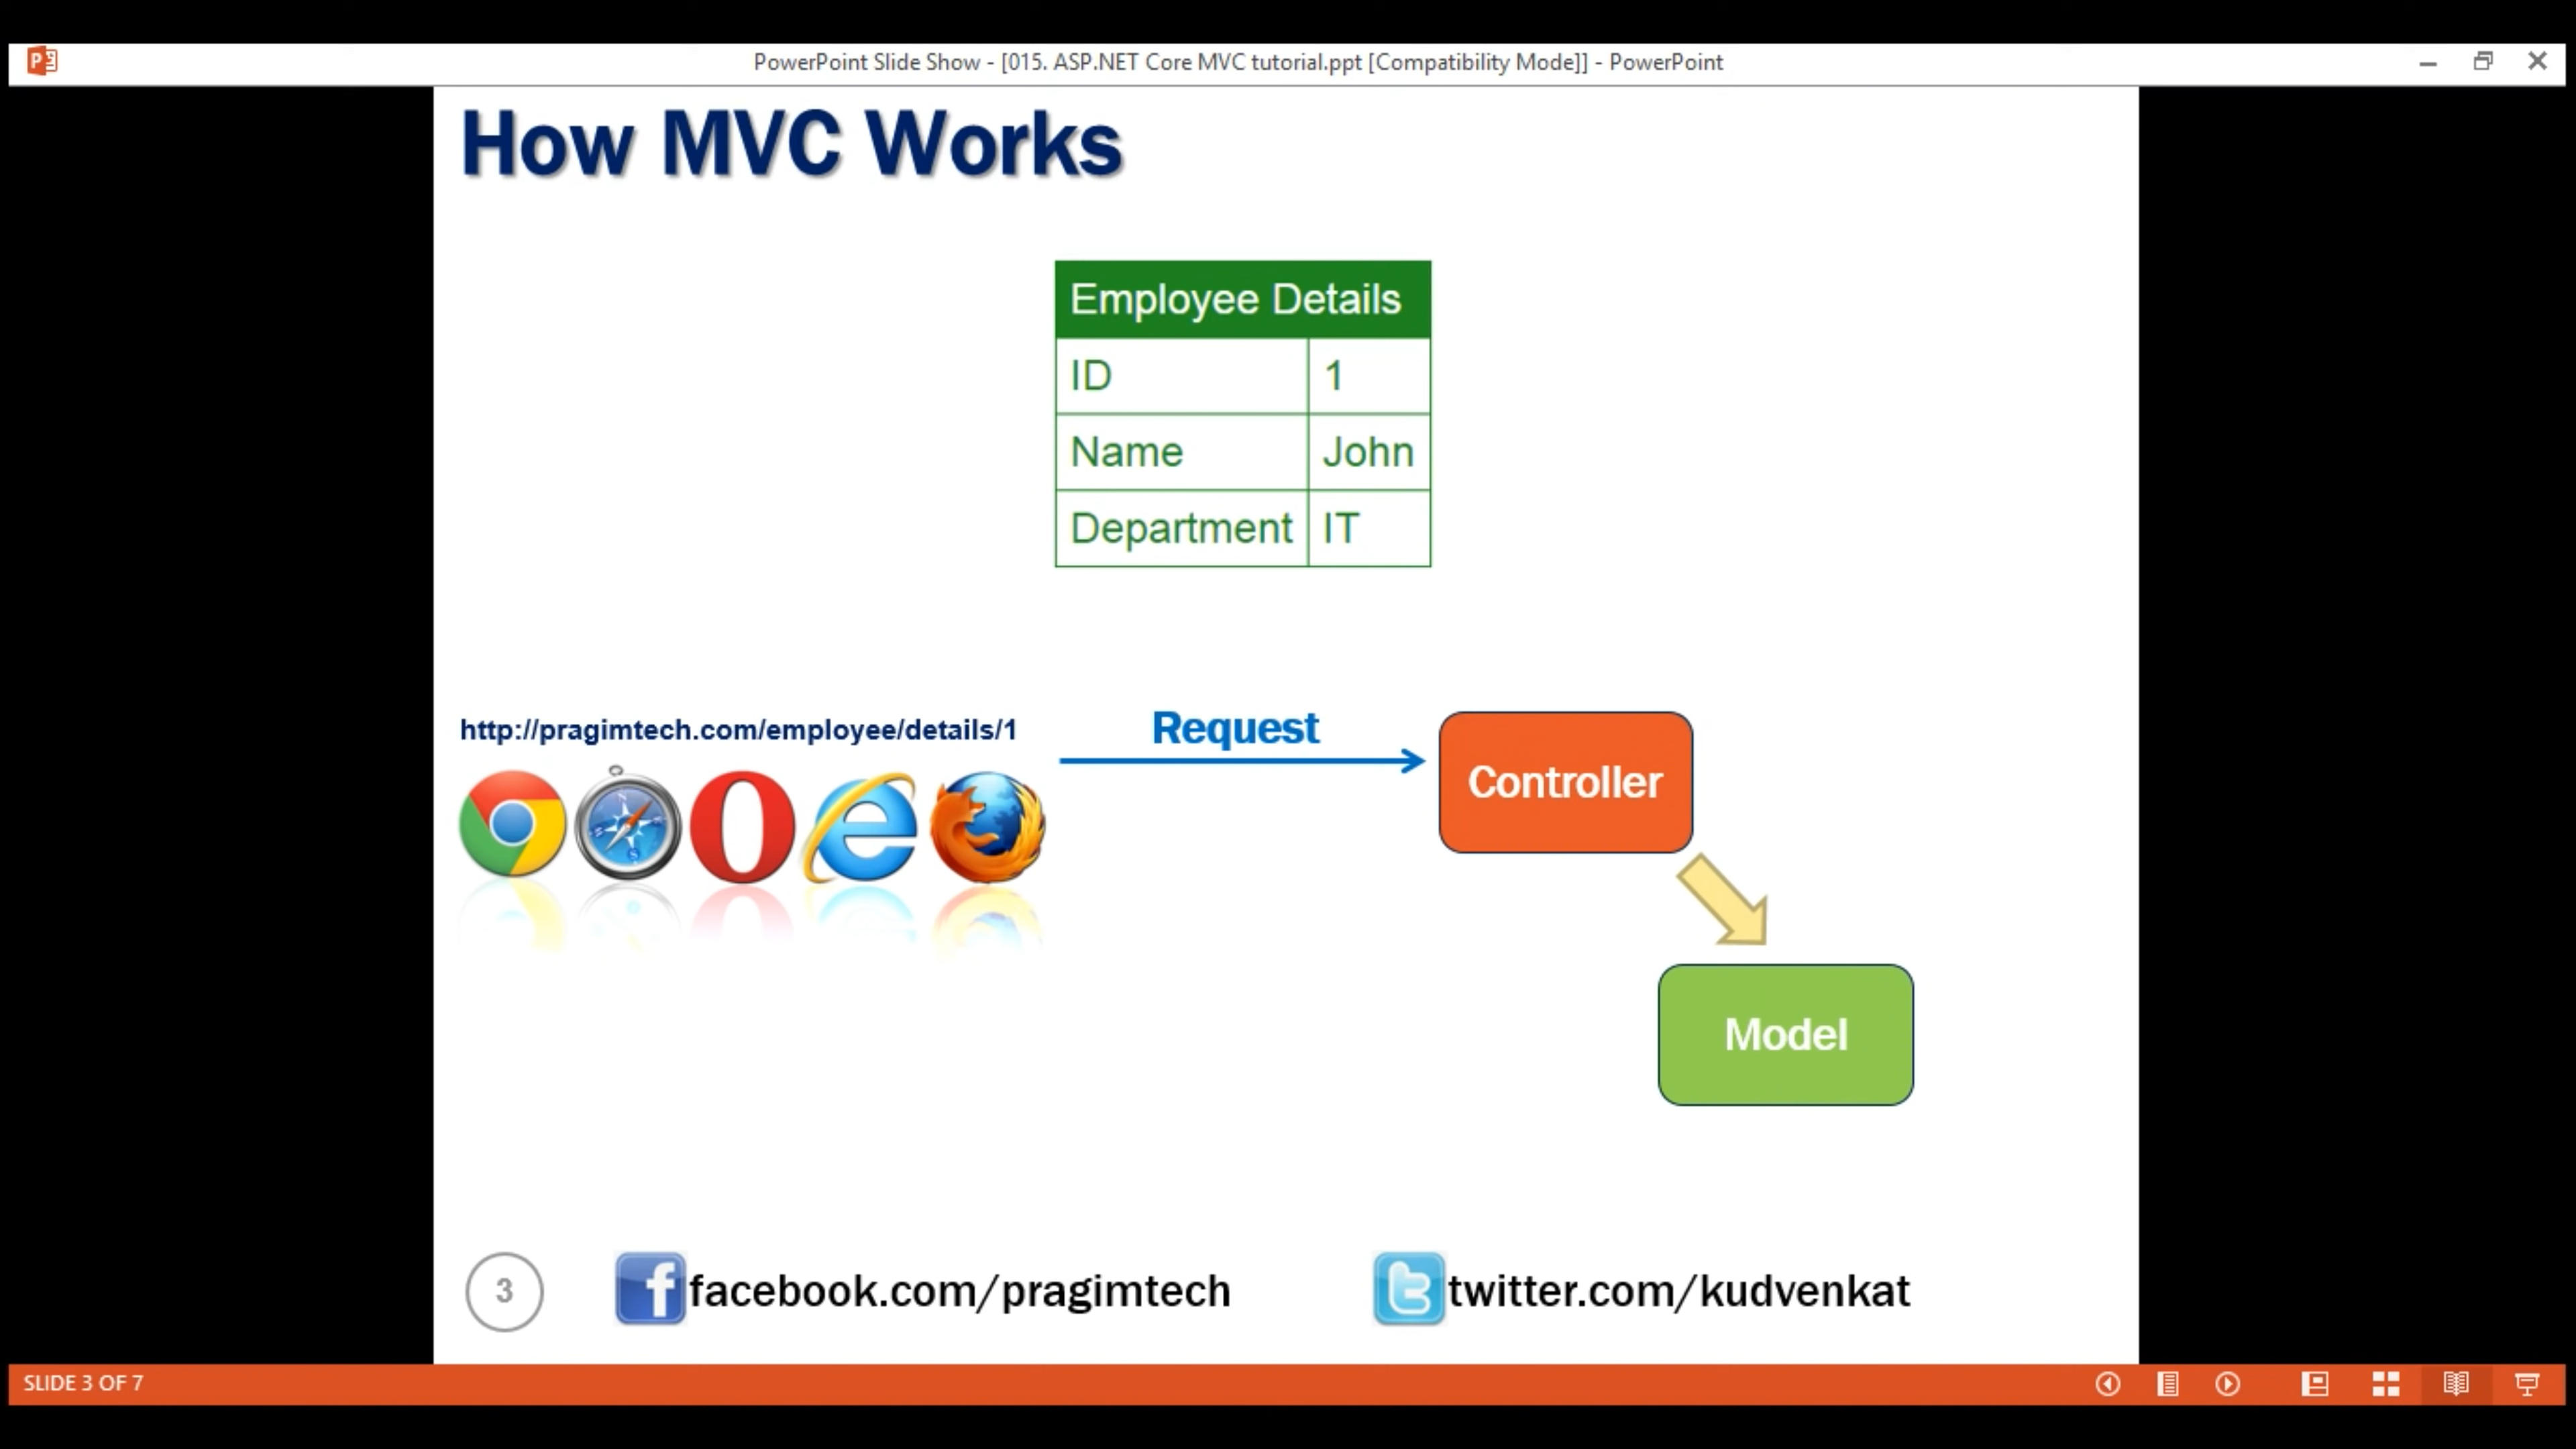 PowerPoint Slide Show - [015. ASP.NET Core MVC tutorial.ppt [Compatibility Mode]] - PowerPoint
How MVC Works
Employee Details
ID 1
Name John
Department IT
http://pragimtech.com/employee/details/1
Request
Controller
Model
3
facebook.com/pragimtech
twitter.com/kudvenkat
SLIDE 3 OF 7